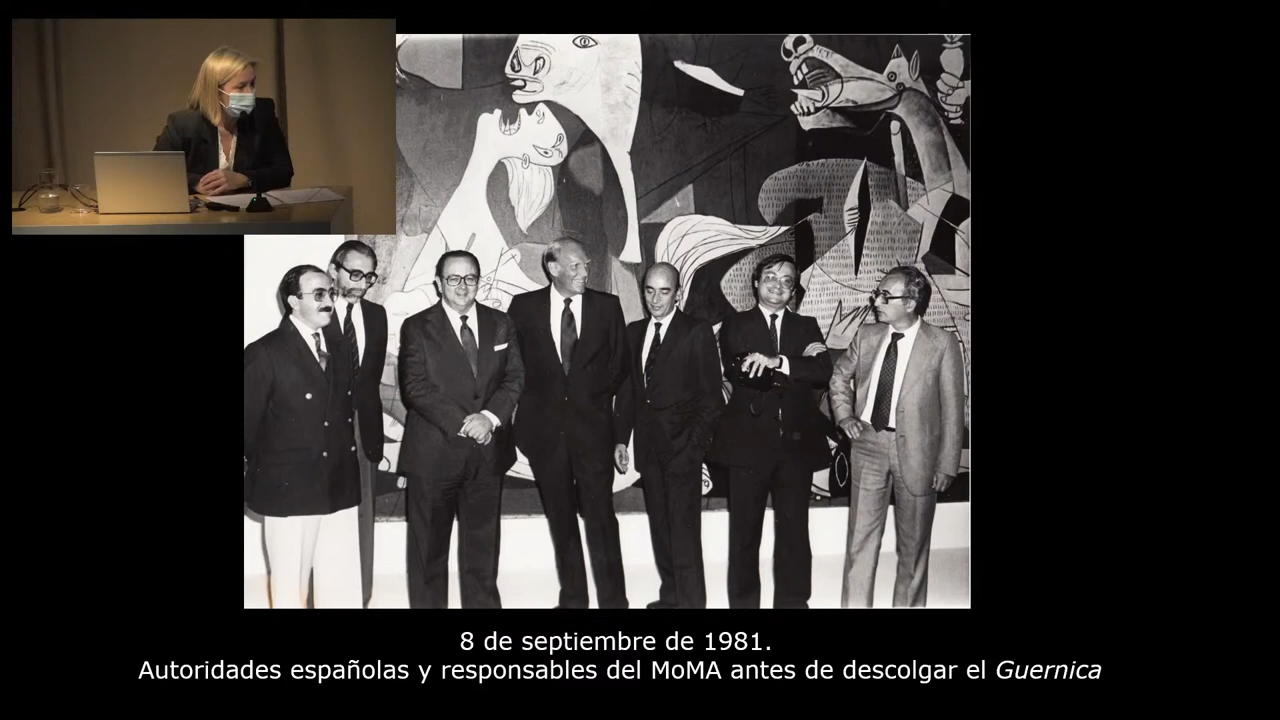 8 de septiembre de 1981.
Autoridades españolas y responsables del MoMA antes de descolgar el Guernica